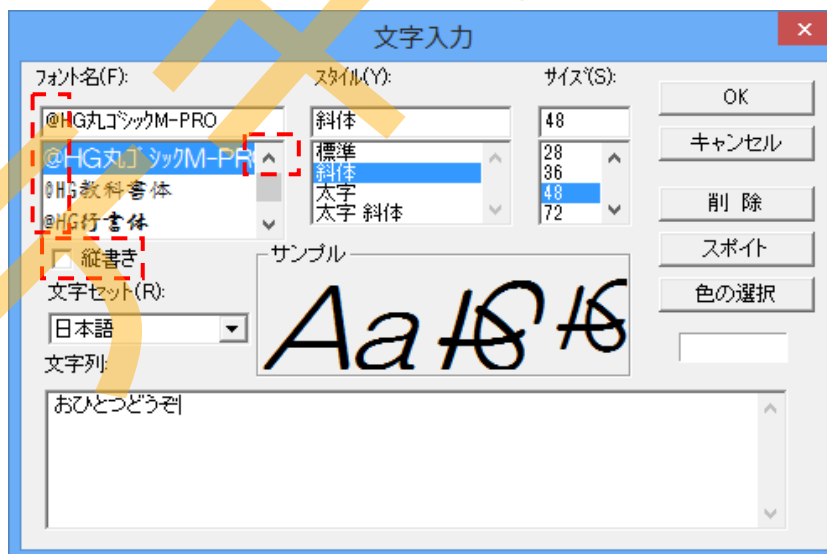 文字入力
フォント名(F):
@HG丸ゴシックM-PRO
@HG丸ゴシックM-PR
@HG教科書体
@HG行書体
縦書き
文字セット(R):
日本語
スタイル(Y):
斜体
標準
斜体
太字
太字 斜体
サイズ(S):
48
28
36
48
72
サンプル
OK
キャンセル
削 除
スポイト
色の選択
文字列:
おひとつどうぞ